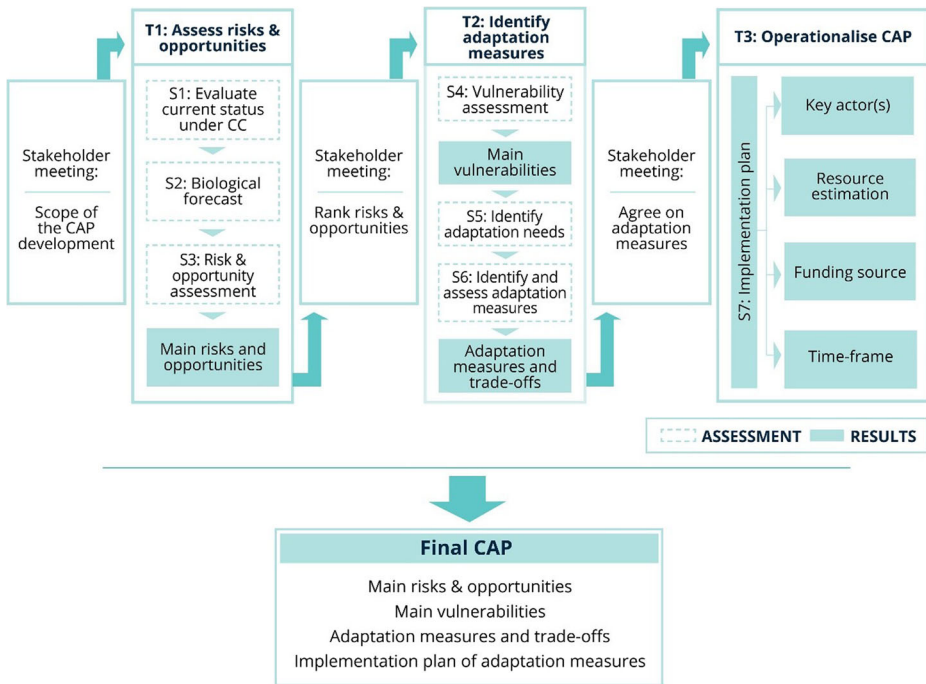 Stakeholder
meeting:
Scope of
the CAP
development
T1: Assess risks &
opportunities
S1: Evaluate
current status
under CC
S2: Biological
forecast
S3: Risk &
opportunity
assessment
Main risks and
opportunities
Stakeholder
meeting:
Rank risks &
opportunities
T2: Identify
adaptation
measures
S4: Vulnerability
assessment
Main
vulnerabilities
S5: Identify
adaptation needs
S6: Identify and
assess adaptation
measures
Adaptation
measures and
trade-offs
Stakeholder
meeting:
Agree on
adaptation
measures
T3: Operationalise CAP
S7: Implementation plan
Key actor(s)
Resource
estimation
Funding source
Time-frame
ASSESSMENT
RESULTS
Final CAP
Main risks & opportunities
Main vulnerabilities
Adaptation measures and trade-offs
Implementation plan of adaptation measures